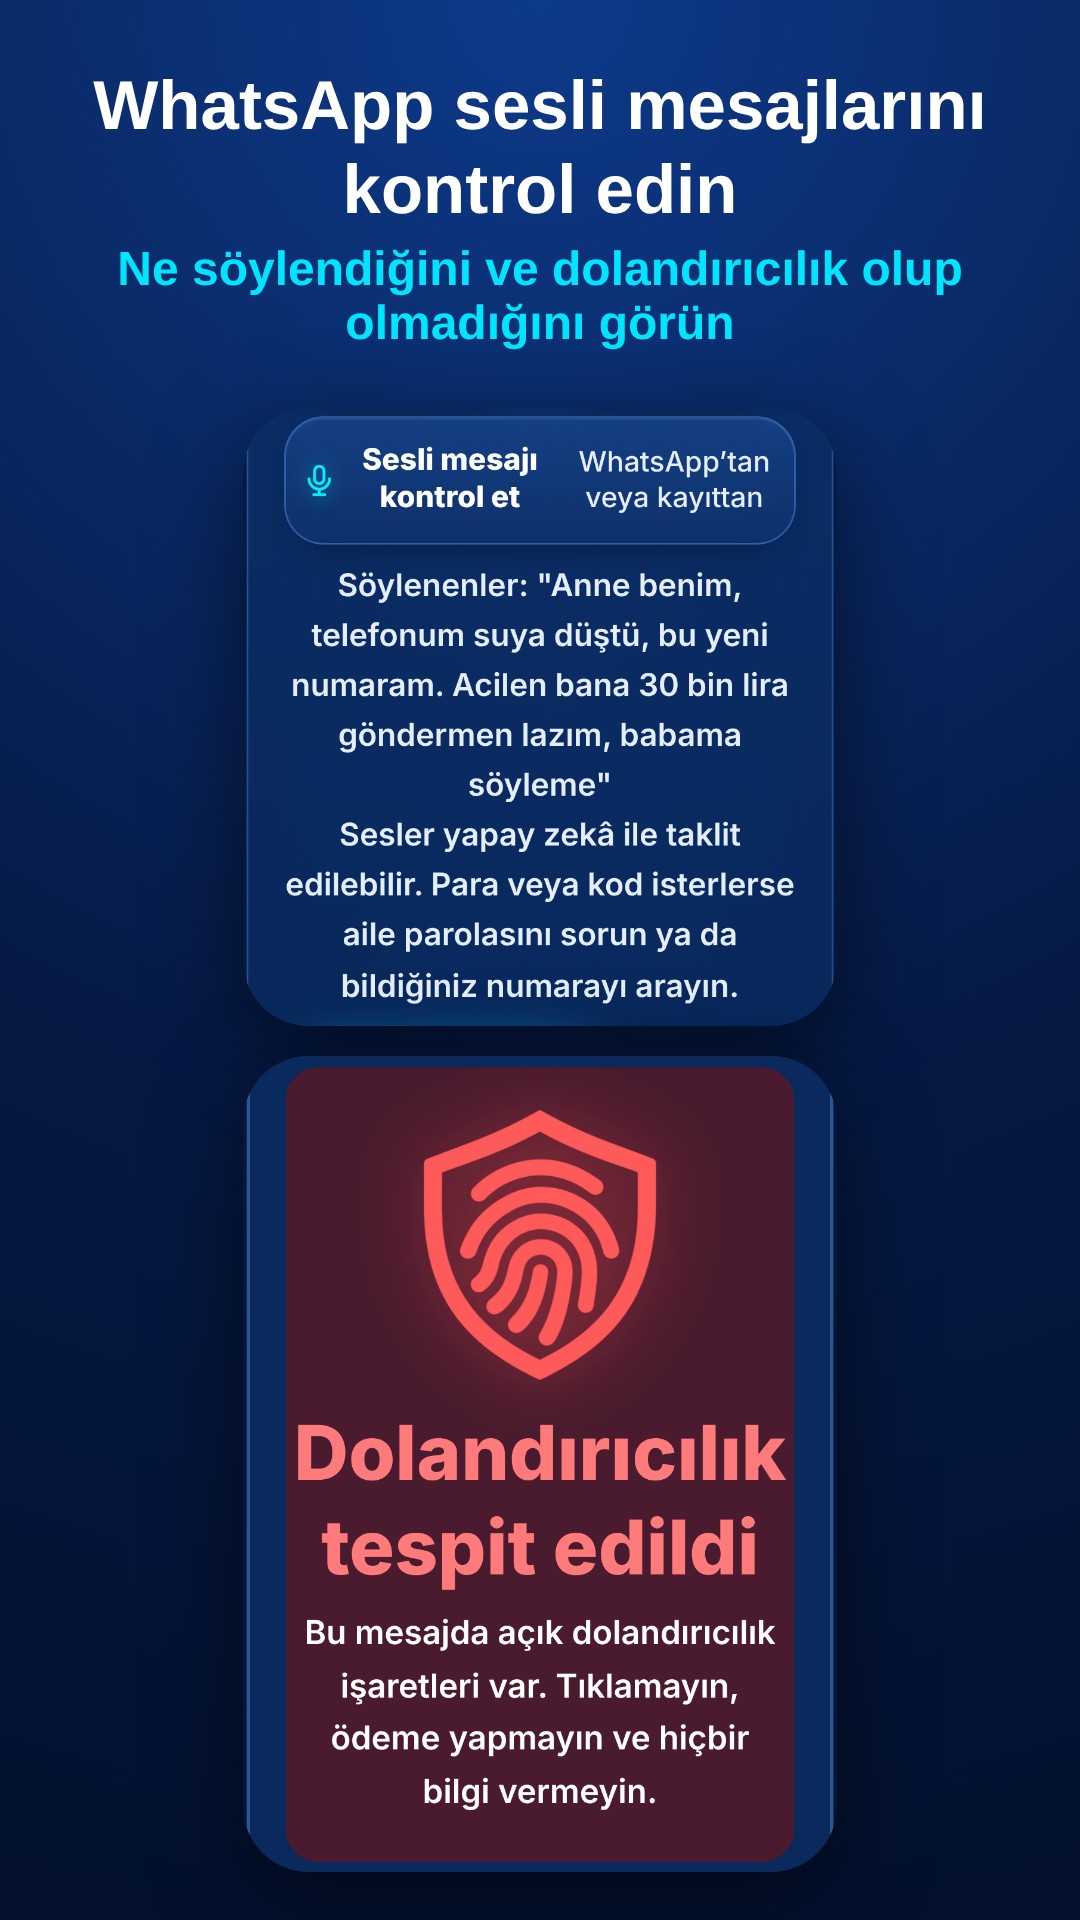 WhatsApp sesli mesajlarını
kontrol edin
Ne söylendiğini ve dolandırıcılık olup
olmadığını görün
Sesli mesajı
kontrol et
WhatsApp’tan
veya kayıttan
Söylenenler: "Anne benim,
telefonum suya düştü, bu yeni
numaram. Acilen bana 30 bin lira
göndermen lazım, babama
söyleme"
Sesler yapay zekâ ile taklit
edilebilir. Para veya kod isterlerse
aile parolasını sorun ya da
bildiğiniz numarayı arayın.
Dolandırıcılık
tespit edildi
Bu mesajda açık dolandırıcılık
işaretleri var. Tıklamayın,
ödeme yapmayın ve hiçbir
bilgi vermeyin.